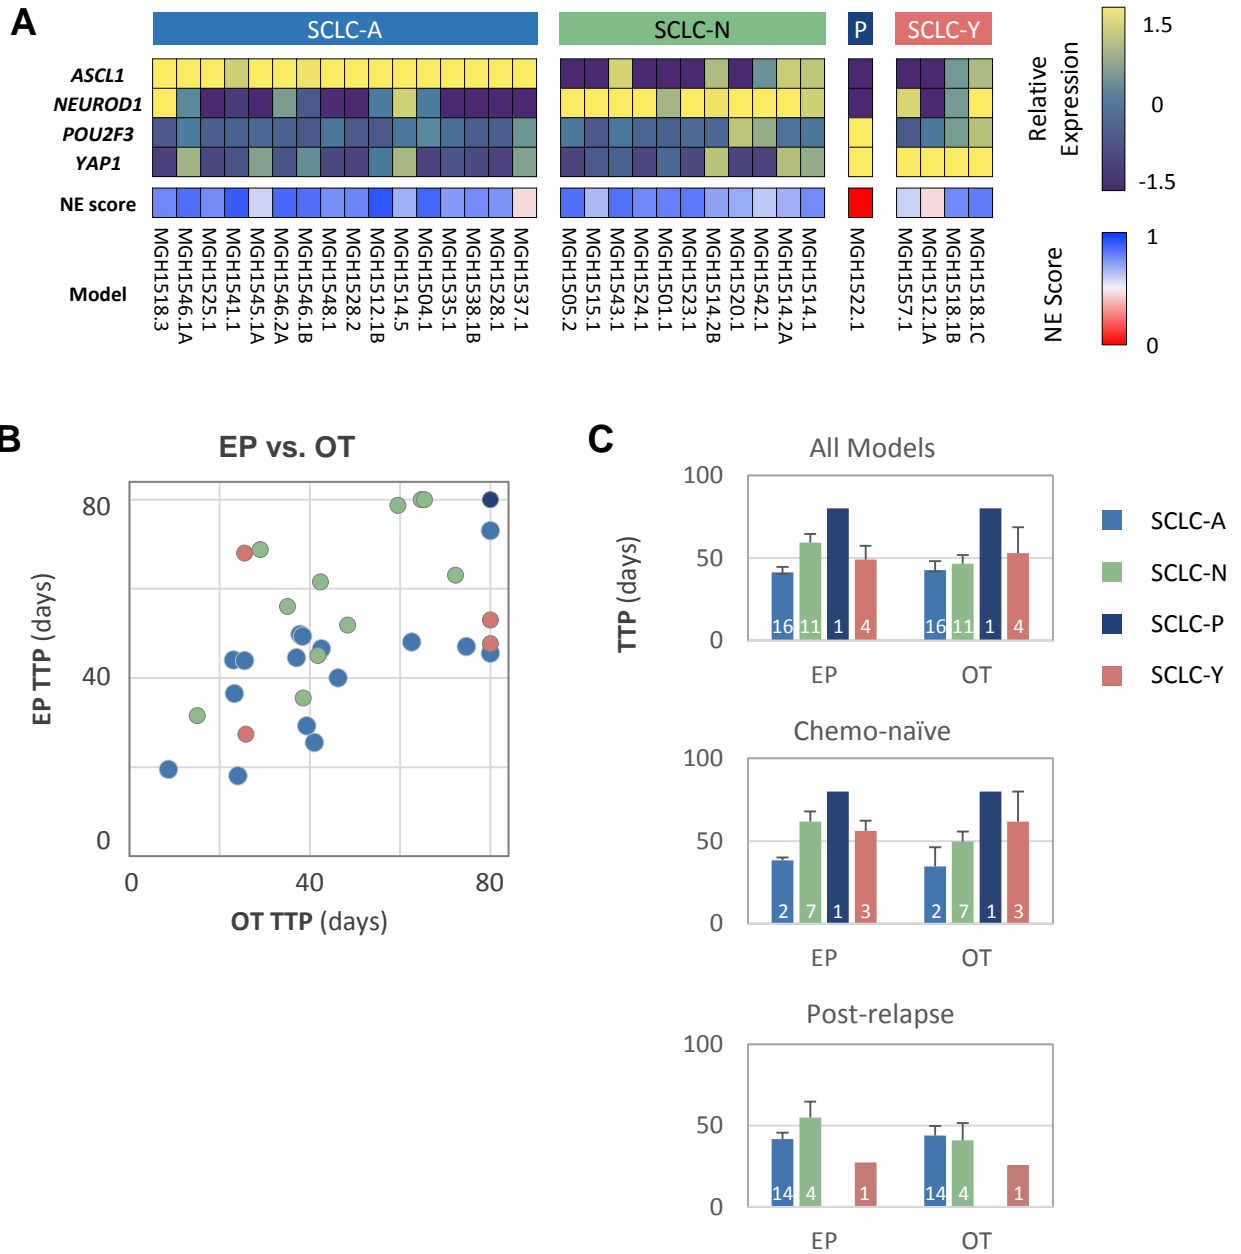 A
SCLC-A
SCLC-N
P
SCLC-Y
ASCL1
NEUROD1
POU2F3
YAP1
NE score
Model
MGH1518.3
MGH1546.1A
MGH1525.1
MGH1541.1
MGH1545.1A
MGH1546.2A
MGH1546.1B
MGH1548.1
MGH1528.2
MGH1512.1B
MGH1514.5
MGH1504.1
MGH1535.1
MGH1538.1B
MGH1528.1
MGH1537.1
MGH1505.2
MGH1515.1
MGH1543.1
MGH1524.1
MGH1501.1
MGH1523.1
MGH1514.2B
MGH1520.1
MGH1542.1
MGH1514.2A
MGH1514.1
MGH1522.1
MGH1557.1
MGH1512.1A
MGH1518.1B
MGH1518.1C
Relative
Expression
1.5
0
-1.5
NE Score
1
0
B
EP vs. OT
EP TTP (days)
80
40
0
0
40
80
OT TTP (days)
C
All Models
TTP (days)
100
50
0
16
11
1
4
16
11
1
4
EP
OT
SCLC-A
SCLC-N
SCLC-P
SCLC-Y
Chemo-naïve
100
50
0
2
7
1
3
2
7
1
3
EP
OT
Post-relapse
100
50
0
14
4
1
14
4
1
EP
OT